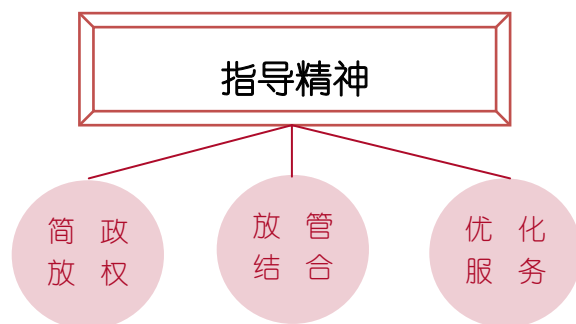 指导精神
简 政
放 权
放 管
结 合
优 化
服 务